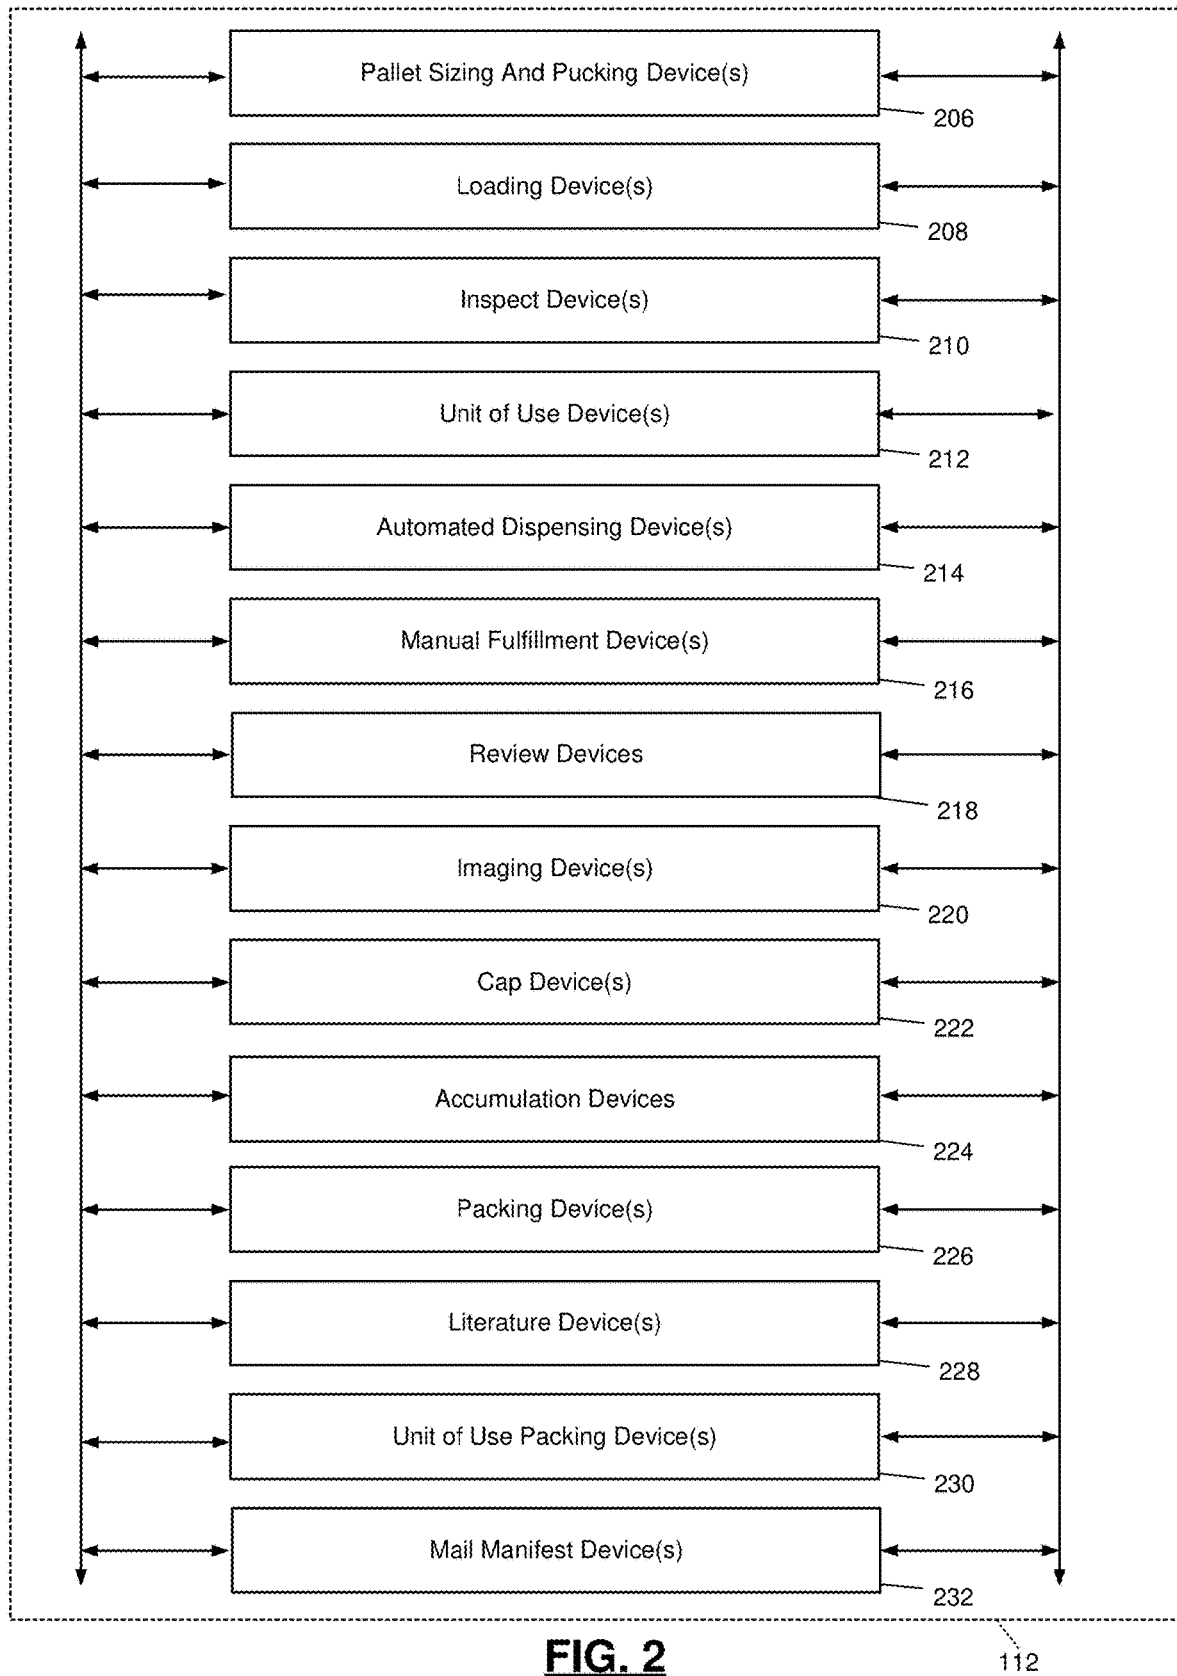 Pallet Sizing And Pucking Device(s)
206
Loading Device(s)
208
Inspect Device(s)
210
Unit of Use Device(s)
212
Automated Dispensing Device(s)
214
Manual Fulfillment Device(s)
216
Review Devices
218
Imaging Device(s)
220
Cap Device(s)
222
Accumulation Devices
224
Packing Device(s)
226
Literature Device(s)
228
Unit of Use Packing Device(s)
230
Mail Manifest Device(s)
232
FIG. 2
112